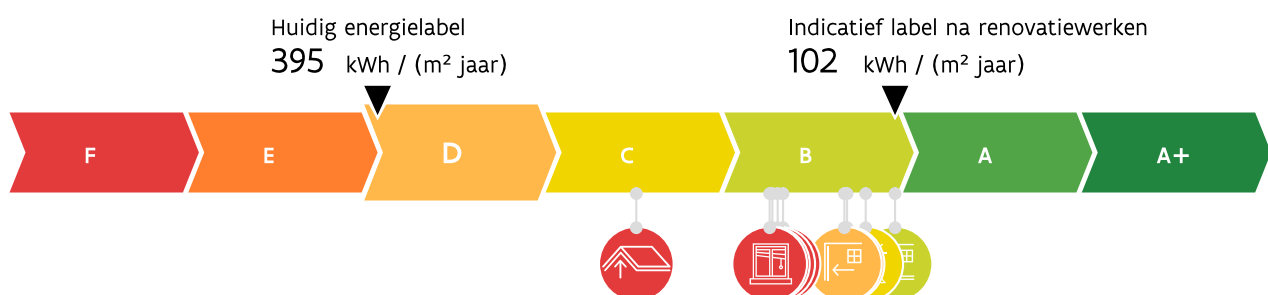 Huidig energielabel
395 kWh / (m² jaar)
Indicatief label na renovatiewerken
102 kWh / (m² jaar)
F E D C B A A+